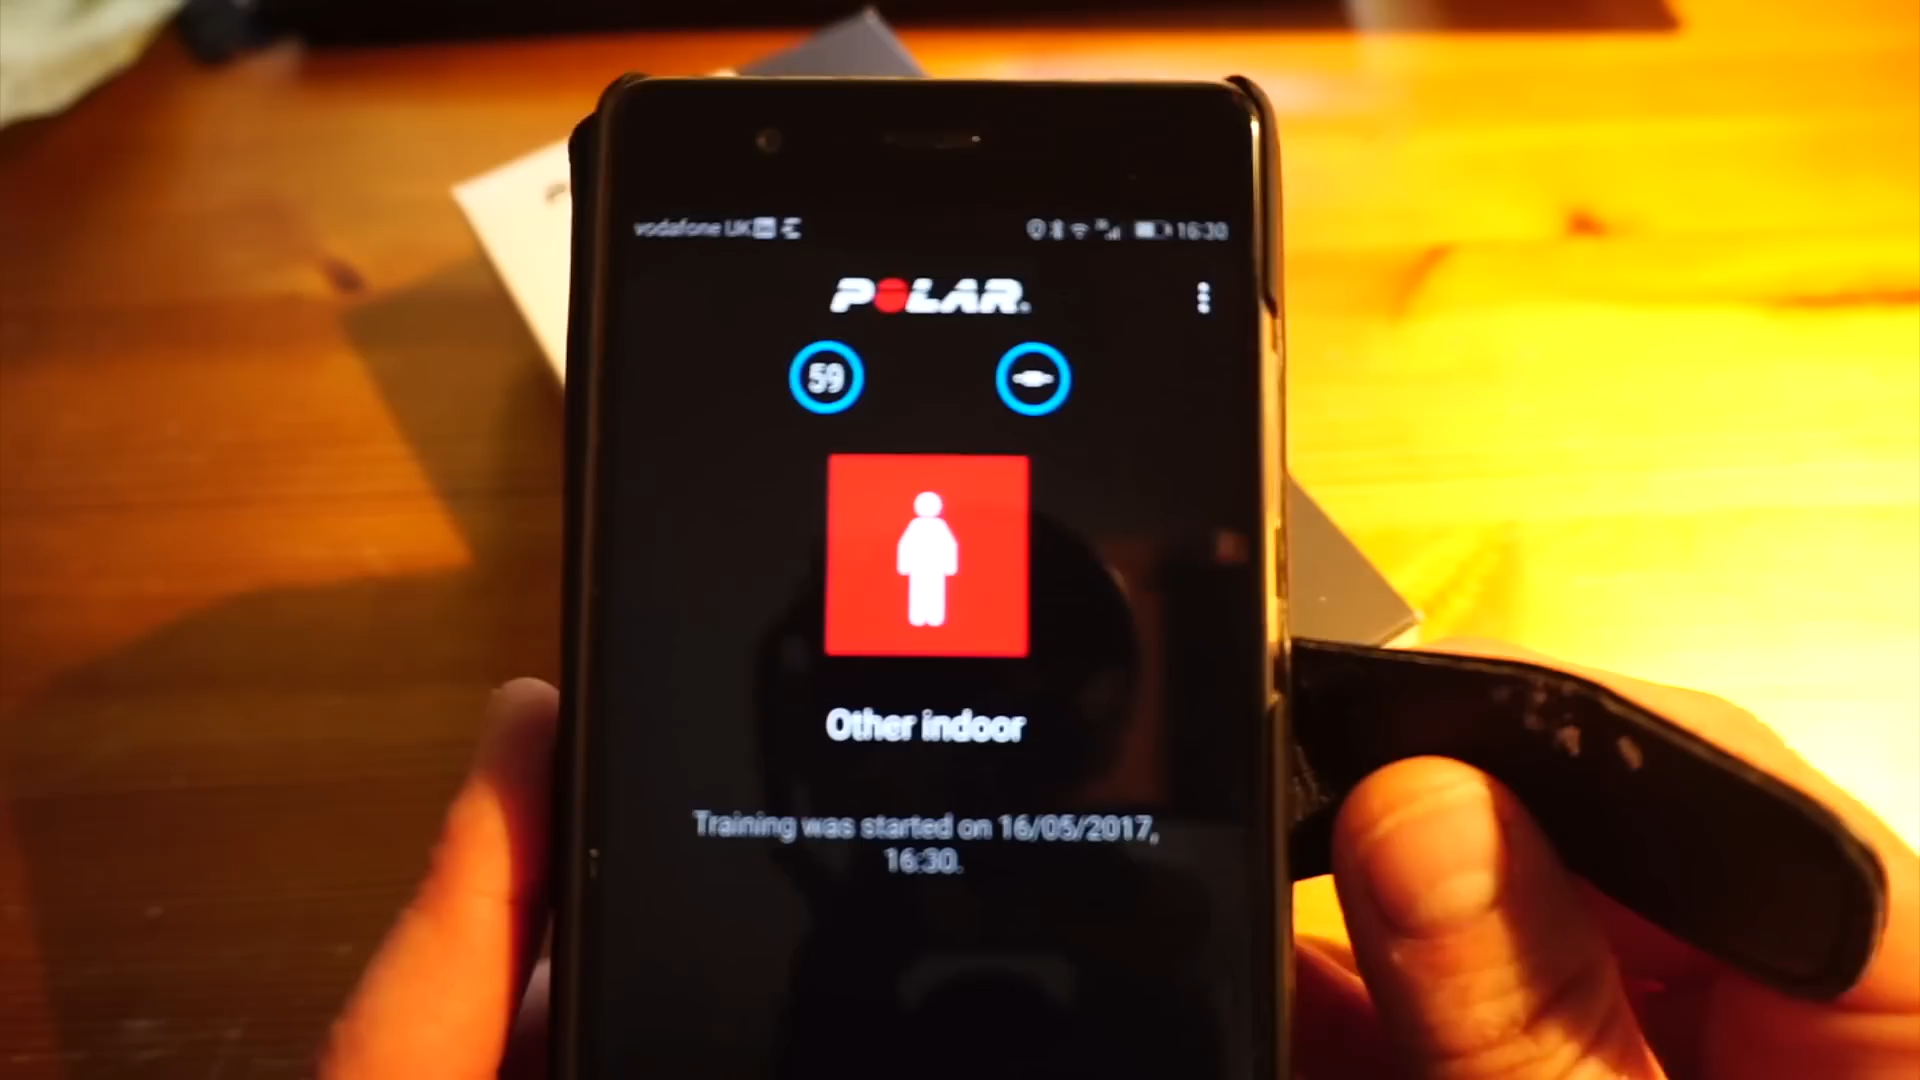 vodafone UK
16:30
POLAR
59
Other indoor
Training was started on 16/05/2017,
16:30.